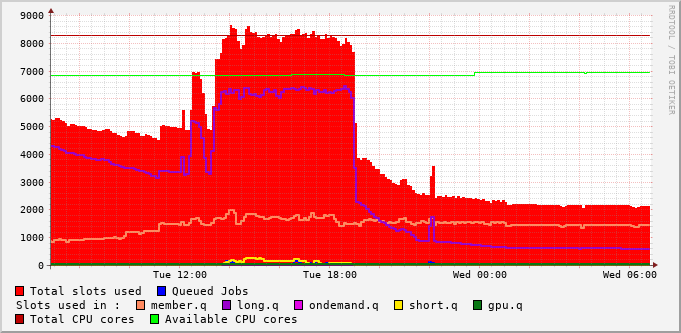 9000
8000
7000
6000
5000
4000
3000
2000
1000
0
Tue 12:00 Tue 18:00 Wed 00:00 Wed 06:00
RRDTOOL / TOBI OETIKER
Total slots used Queued Jobs
Slots used in : member.q long.q ondemand.q short.q gpu.q
Total CPU cores Available CPU cores